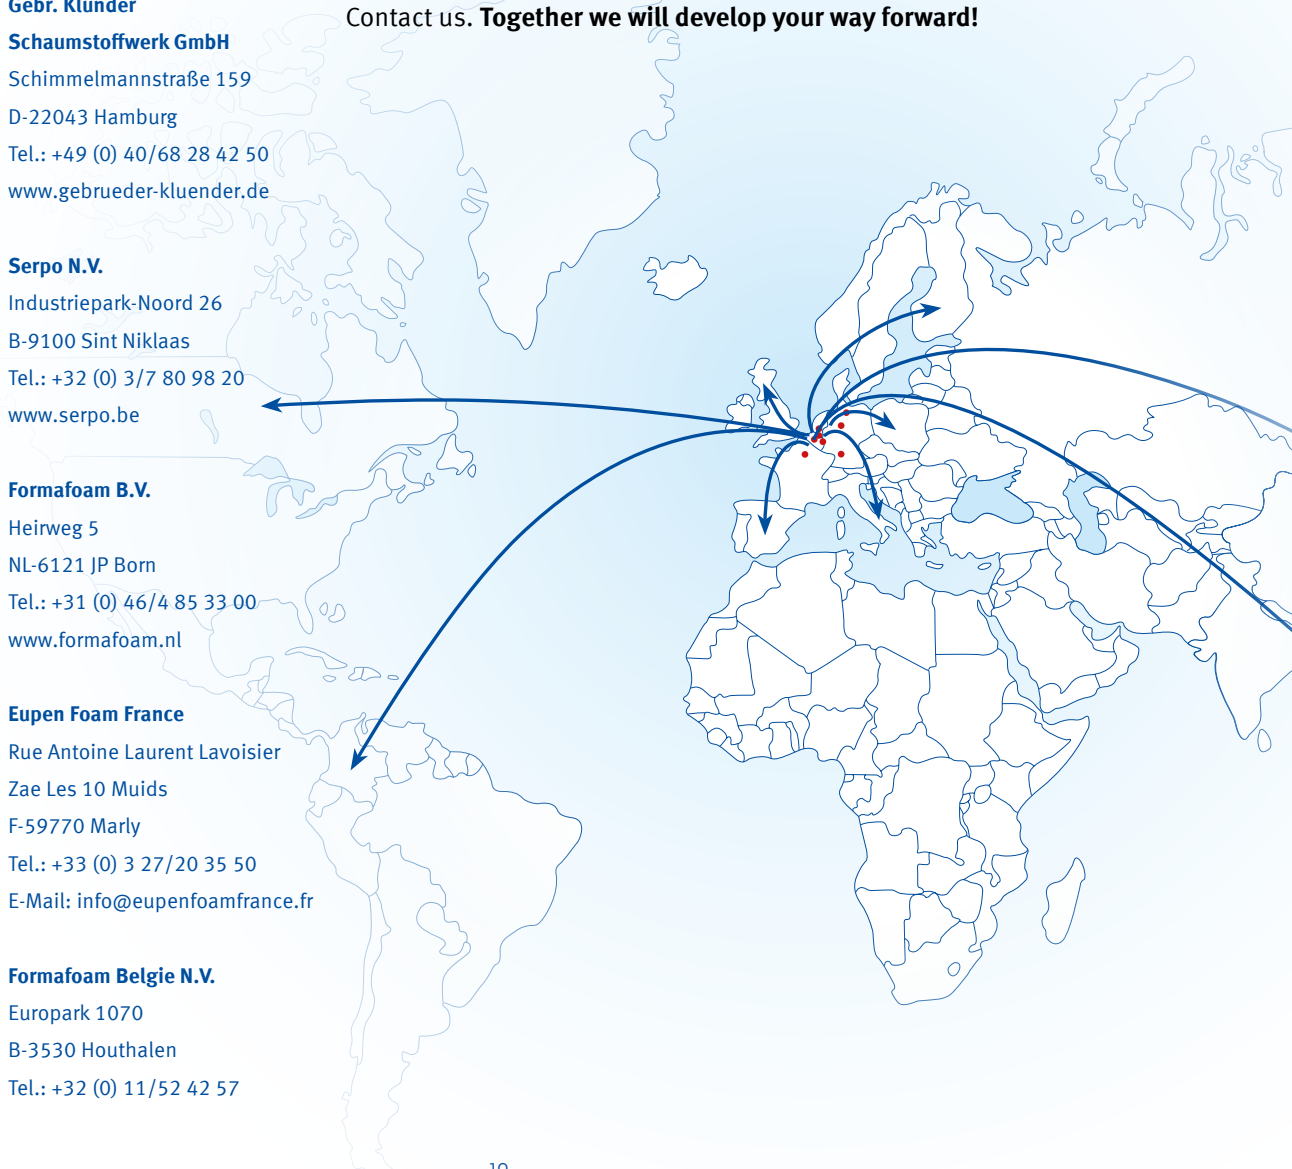 Gebr. Klünder
Schaumstoffwerk GmbH
Schimmelmannstraße 159
D-22043 Hamburg
Tel.: +49 (0) 40/68 28 42 50
www.gebrueder-kluender.de
Serpo N.V.
Industriepark-Noord 26
B-9100 Sint Niklaas
Tel.: +32 (0) 3/7 80 98 20
www.serpo.be
Formafoam B.V.
Heirweg 5
NL-6121 JP Born
Tel.: +31 (0) 46/4 85 33 00
www.formafoam.nl
Eupen Foam France
Rue Antoine Laurent Lavoisier
Zae Les 10 Muids
F-59770 Marly
Tel.: +33 (0) 3 27/20 35 50
E-Mail: info@eupenfoamfrance.fr
Formafoam Belgie N.V.
Europark 1070
B-3530 Houthalen
Tel.: +32 (0) 11/52 42 57
Contact us. Together we will develop your way forward!